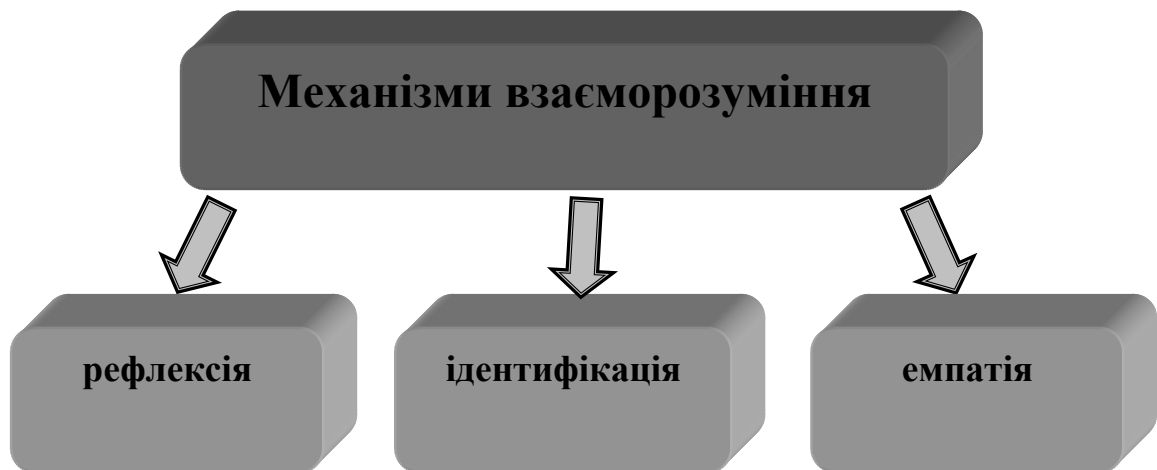 Механізми взаєморозуміння
рефлексія
ідентифікація
емпатія